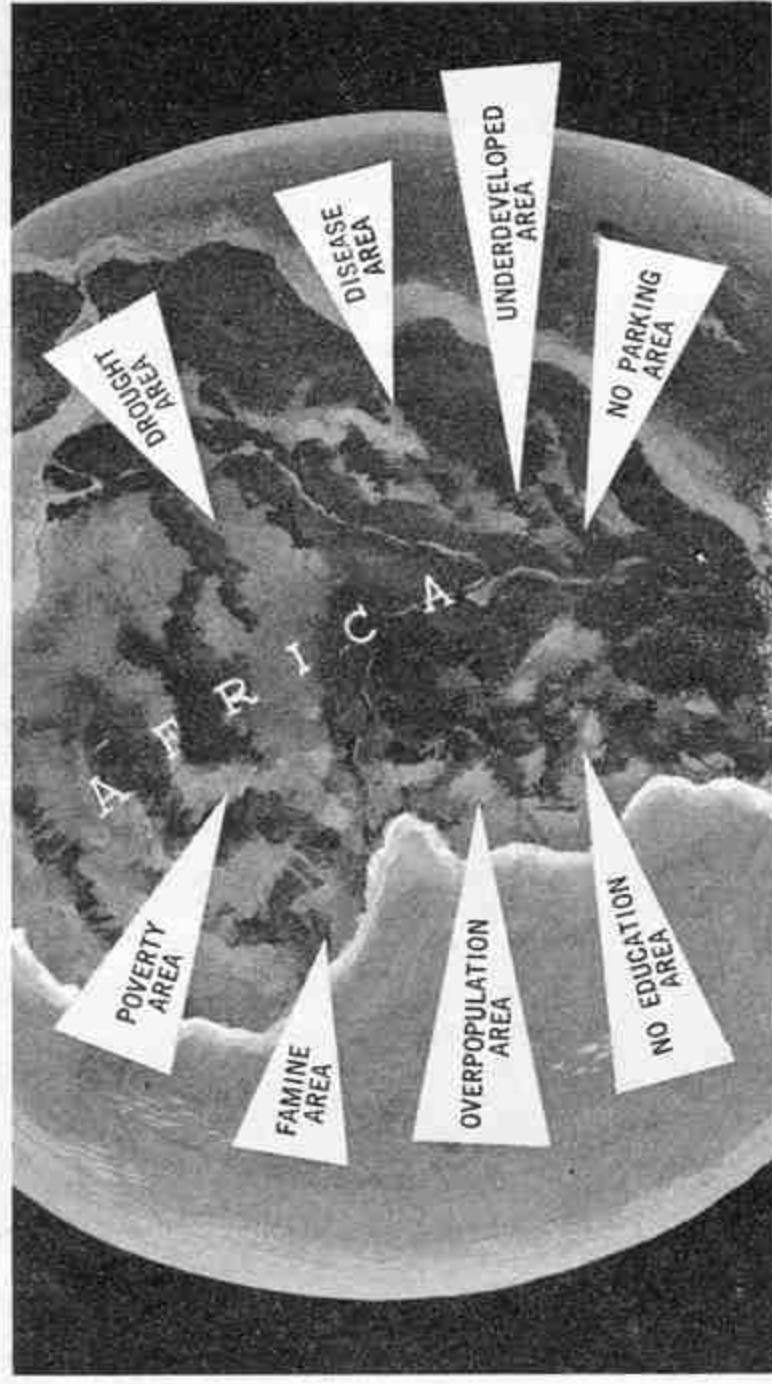 POVERTY
AREA
FAMINE
AREA
OVERPOPULATION
AREA
NO EDUCATION
AREA
AFRICA
DROUGHT
AREA
DISEASE
AREA
UNDERDEVELOPED
AREA
NO PARKING
AREA